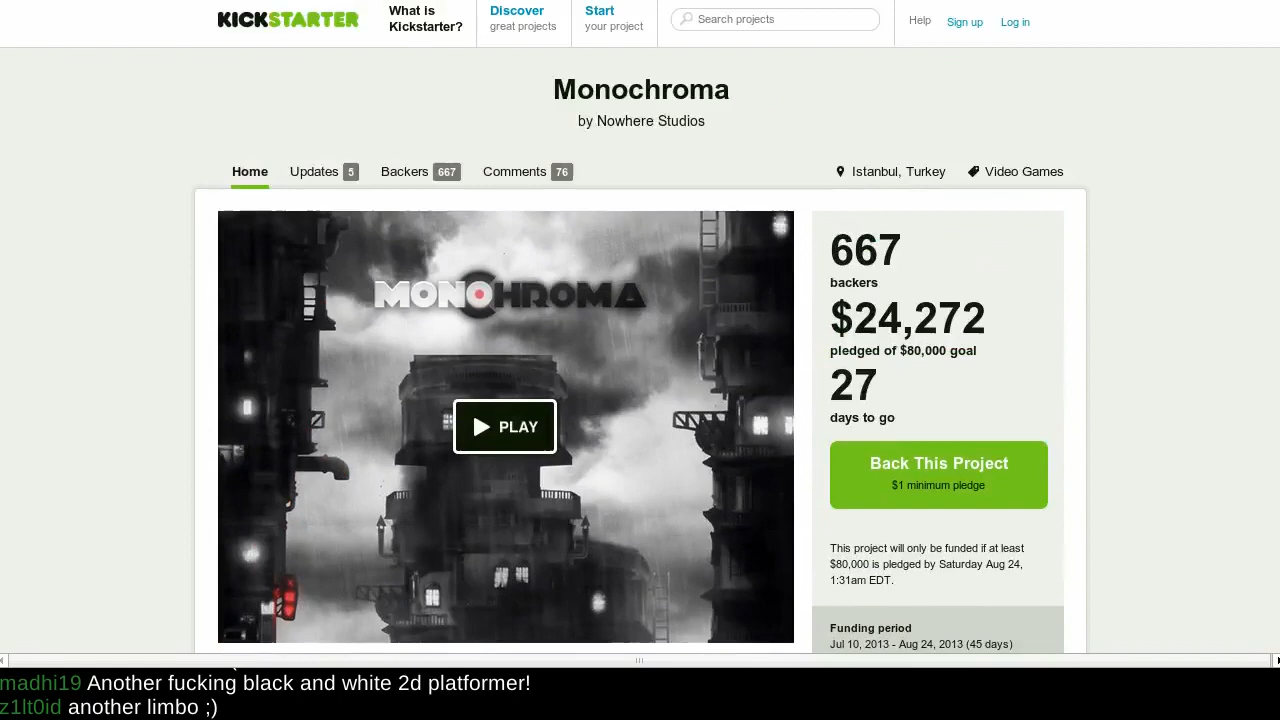 KICKSTARTER
What is
Kickstarter?
Discover
great projects
Start
your project
Search projects
Help
Sign up
Log in
Monochroma
by Nowhere Studios
Home
Updates 5
Backers 667
Comments 76
Istanbul, Turkey
Video Games
MONOCHROMA
PLAY
667
backers
$24,272
pledged of $80,000 goal
27
days to go
Back This Project
$1 minimum pledge
This project will only be funded if at least
$80,000 is pledged by Saturday Aug 24,
1:31am EDT.
Funding period
Jul 10, 2013 - Aug 24, 2013 (45 days)
madhi19 Another fucking black and white 2d platformer!
z1lt0id another limbo ;)